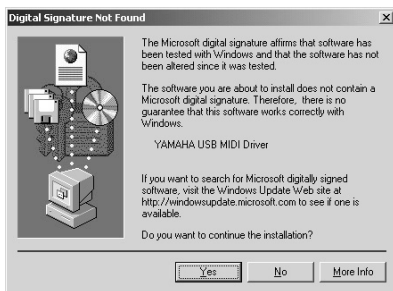 Digital Signature Not Found
The Microsoft digital signature affirms that software has
been tested with Windows and that the software has not
been altered since it was tested.
The software you are about to install does not contain a
Microsoft digital signature. Therefore, there is no
guarantee that this software works correctly with
Windows.
YAMAHA USB MIDI Driver
If you want to search for Microsoft digitally signed
software, visit the Windows Update Web site at
http://windowsupdate.microsoft.com to see if one is
available.
Do you want to continue the installation?
Yes No More Info